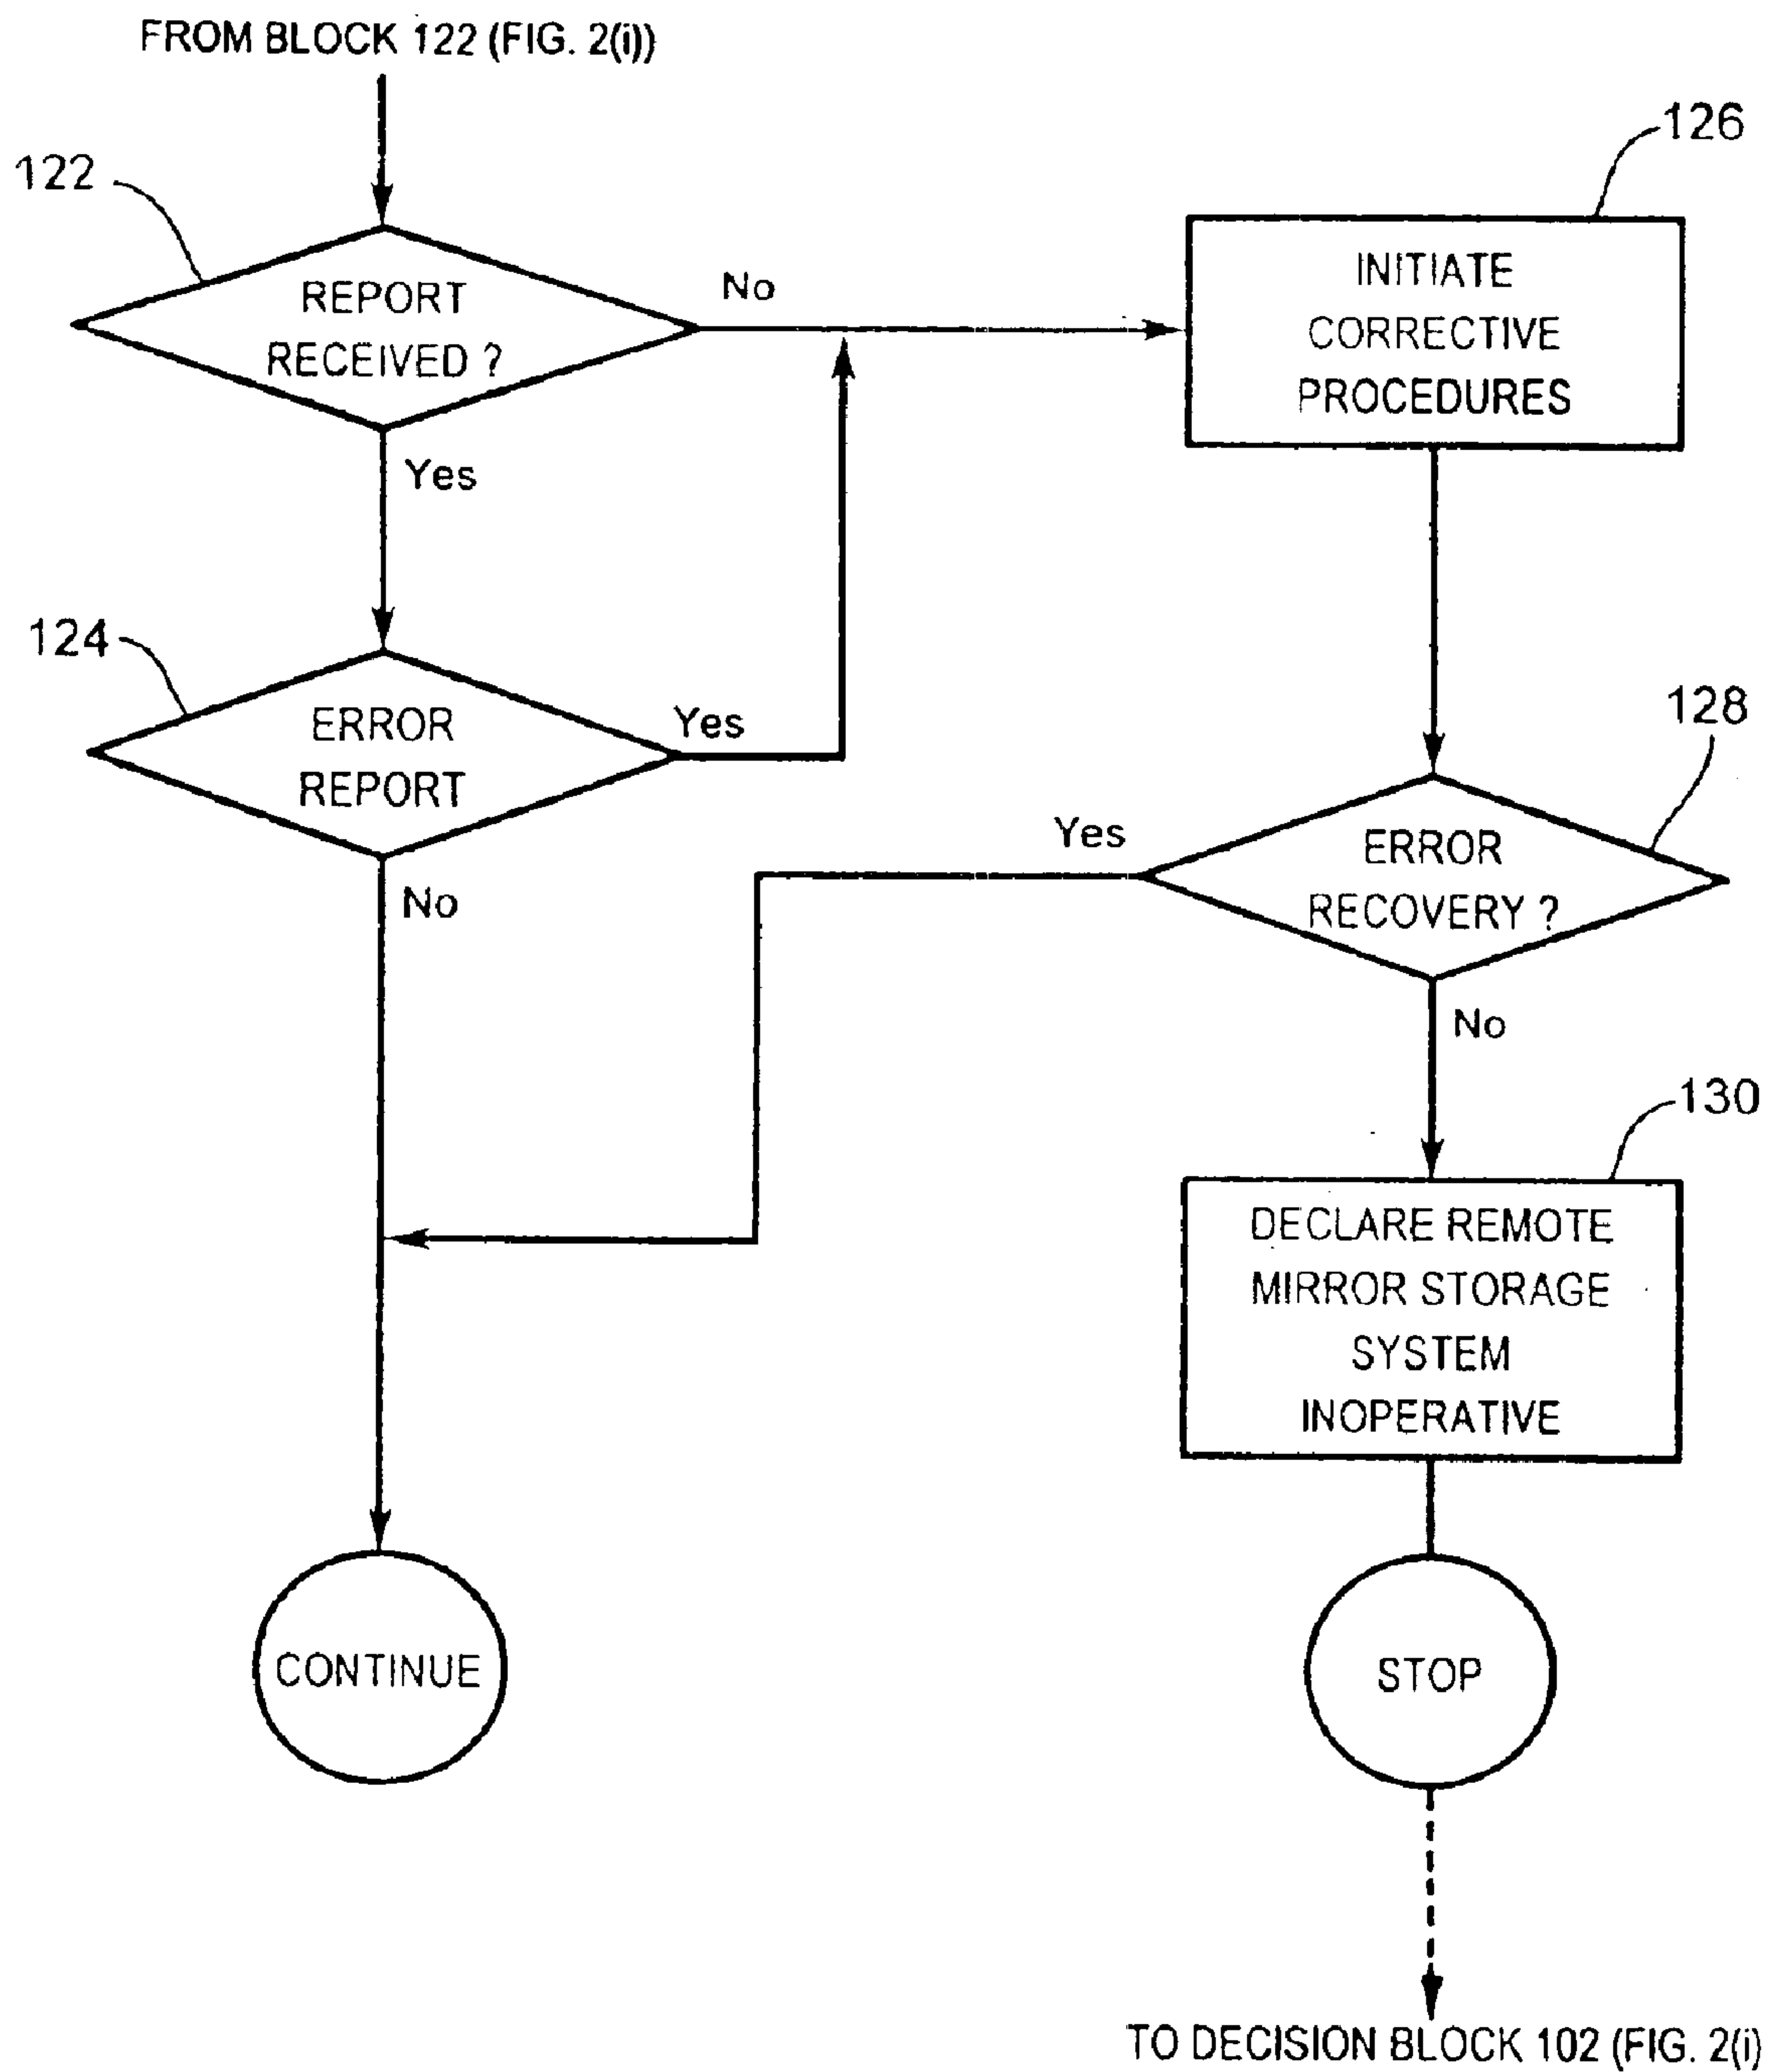 FROM BLOCK 122 (FIG. 2(i))
122
REPORT
RECEIVED ?
No
Yes
126
INITIATE
CORRECTIVE
PROCEDURES
124
ERROR
REPORT
Yes
No
128
ERROR
RECOVERY ?
Yes
No
130
DECLARE REMOTE
MIRROR STORAGE
SYSTEM
INOPERATIVE
CONTINUE
STOP
TO DECISION BLOCK 102 (FIG. 2(i)